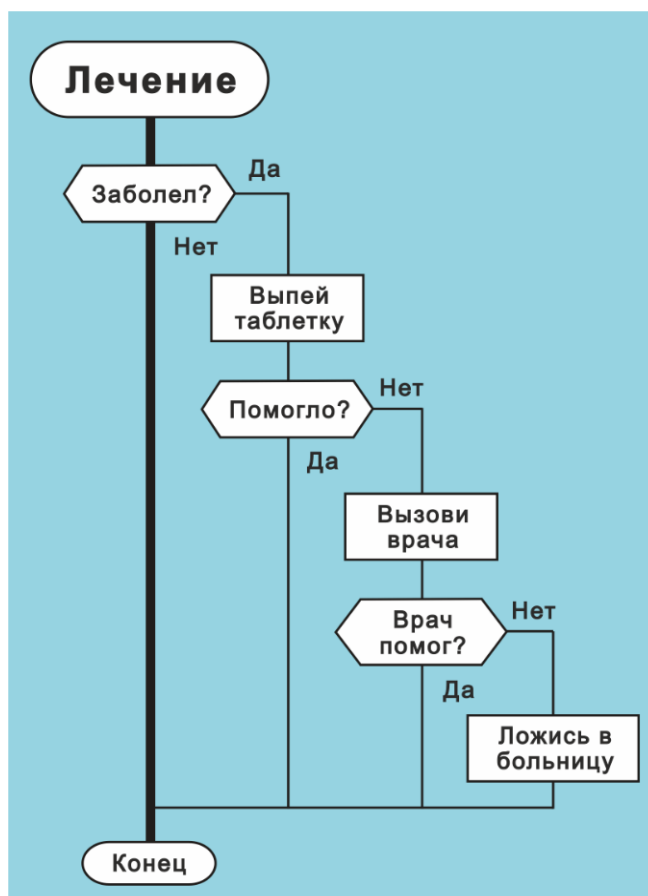 Лечение
Заболел?
Да
Нет
Выпей
таблетку
Помогло?
Нет
Да
Вызови
врача
Врач
помог?
Нет
Да
Ложись в
больницу
Конец